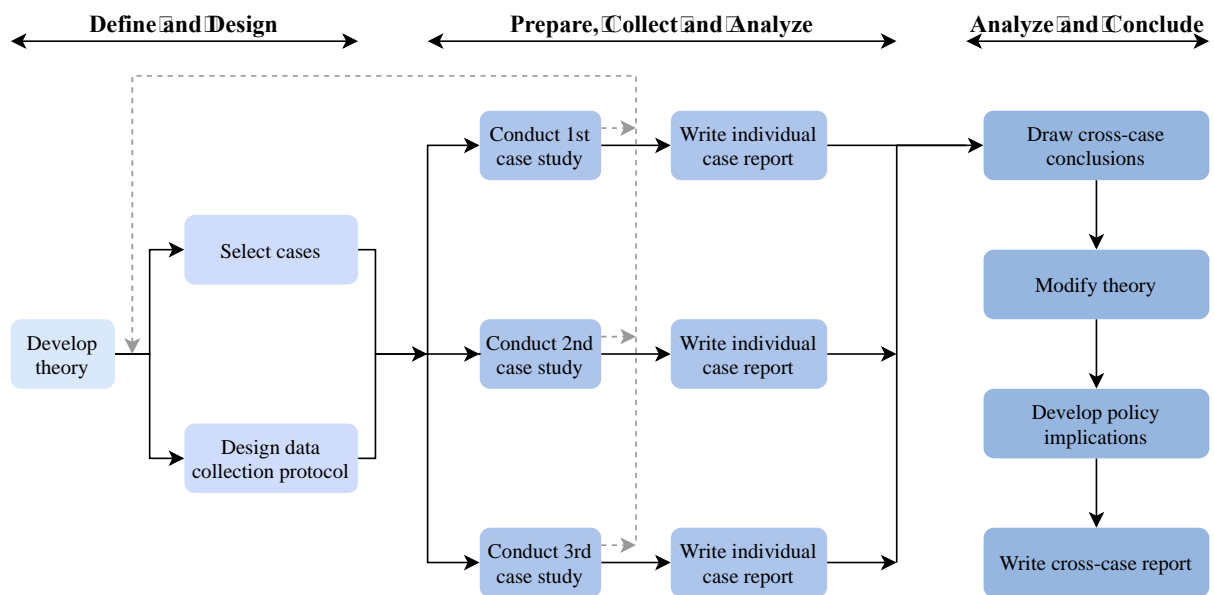 Define and Design
Prepare, Collect and Analyze
Analyze and Conclude
Develop
theory
Select cases
Design data
collection protocol
Conduct 1st
case study
Write individual
case report
Conduct 2nd
case study
Write individual
case report
Conduct 3rd
case study
Write individual
case report
Draw cross-case
conclusions
Modify theory
Develop policy
implications
Write cross-case report